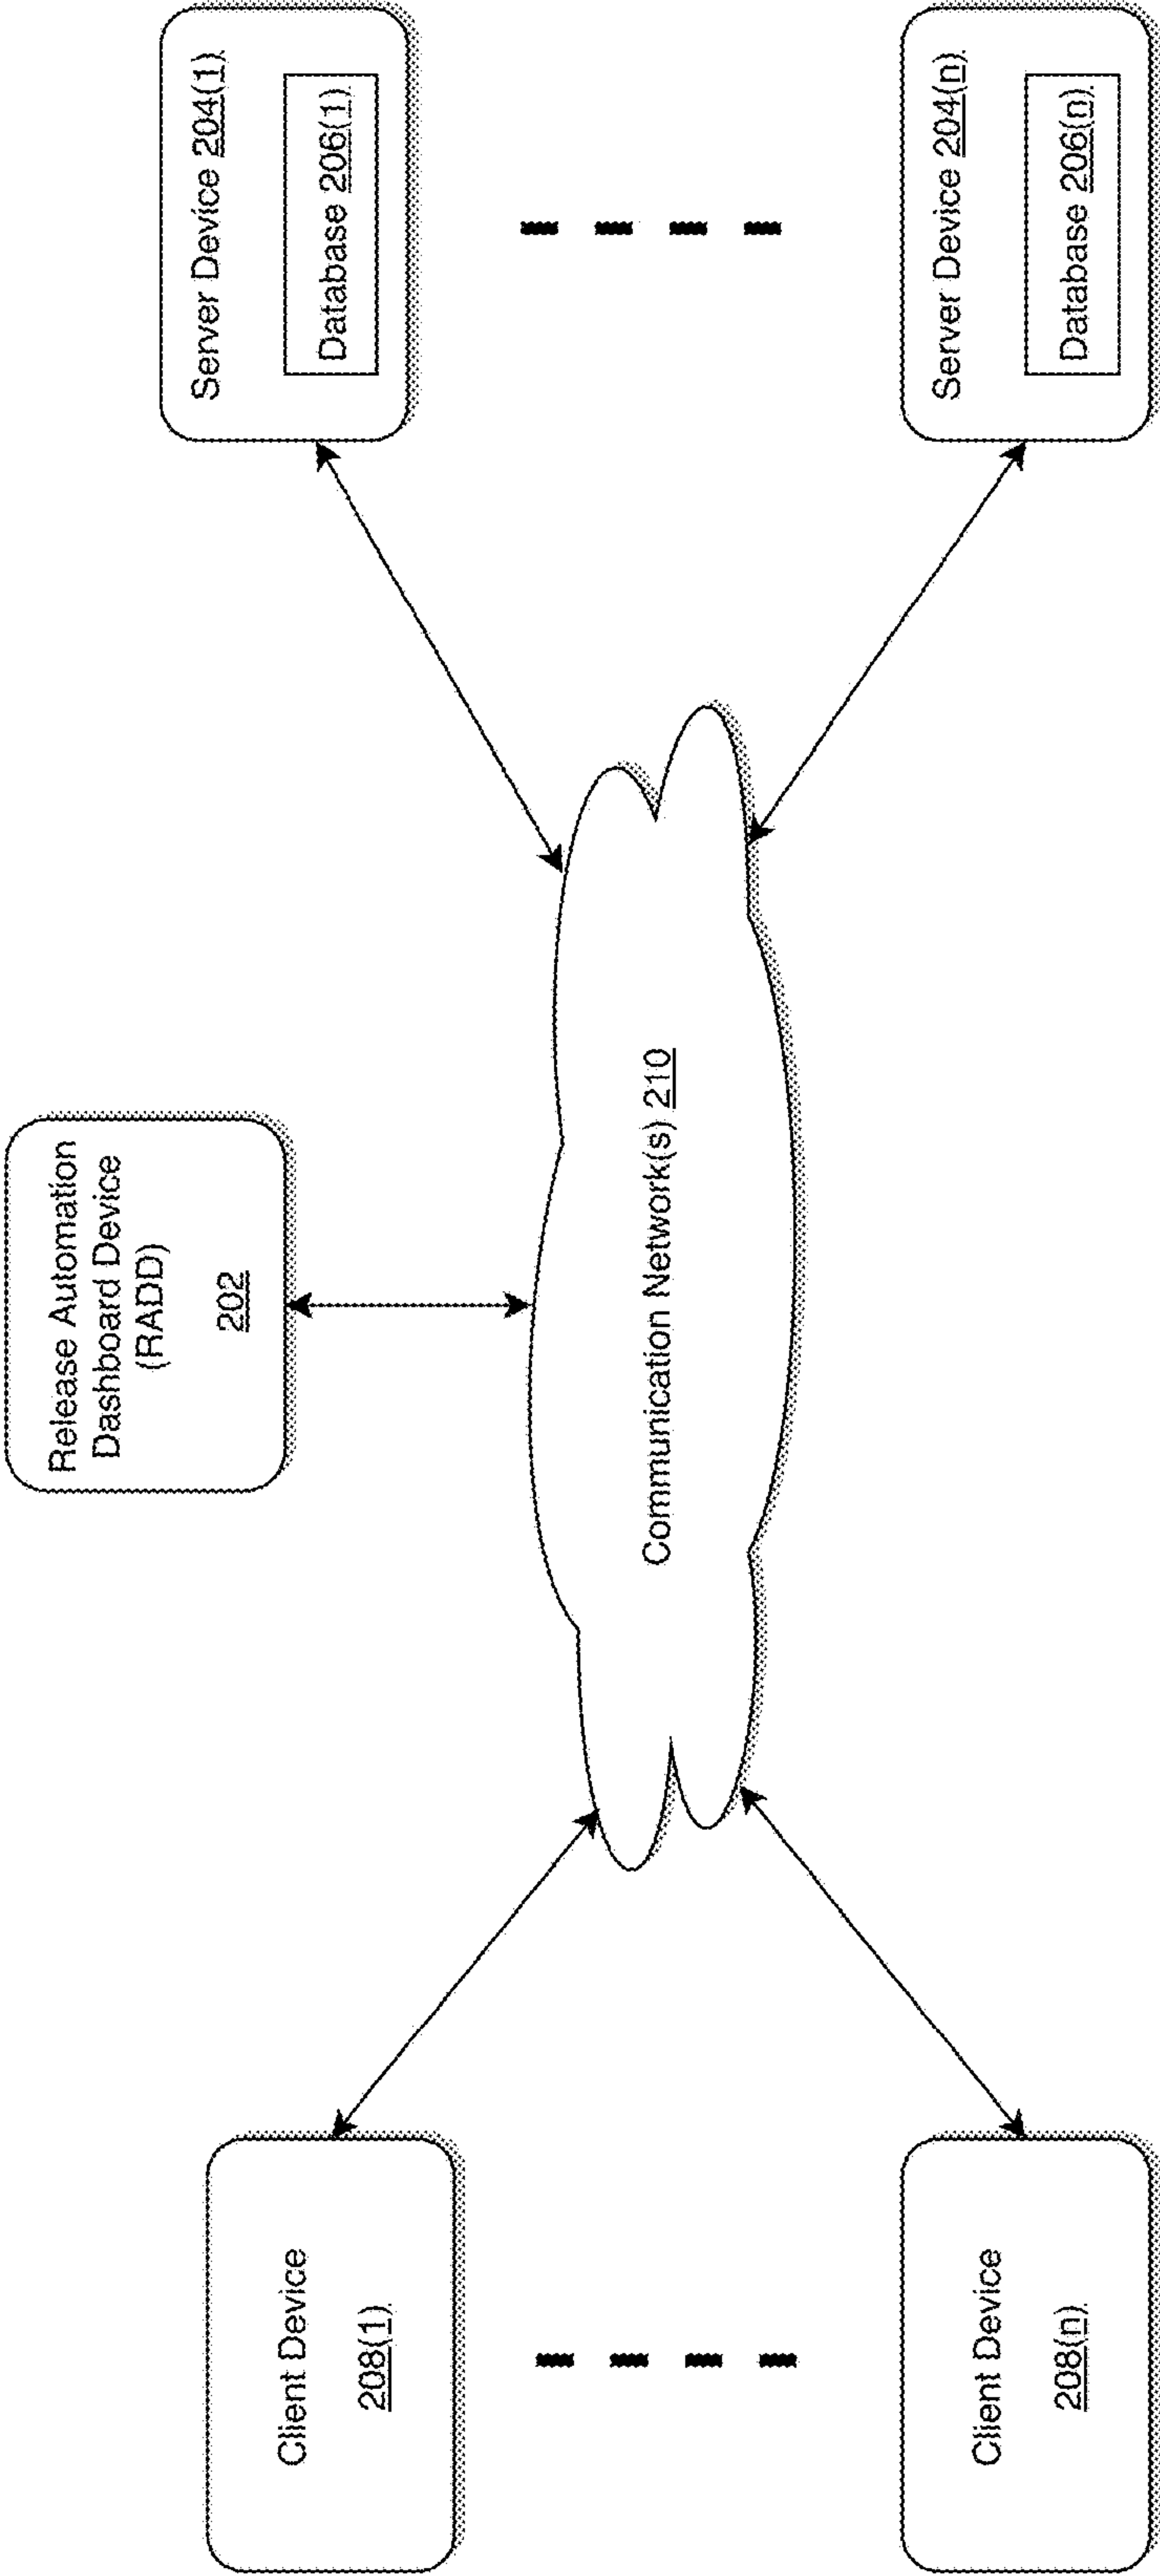 Release Automation
Dashboard Device
(RADD)
202
Client Device
208(1)
Server Device 204(1)
Database 206(1)
Communication Network(s) 210
Client Device
208(n)
Server Device 204(n)
Database 206(n)